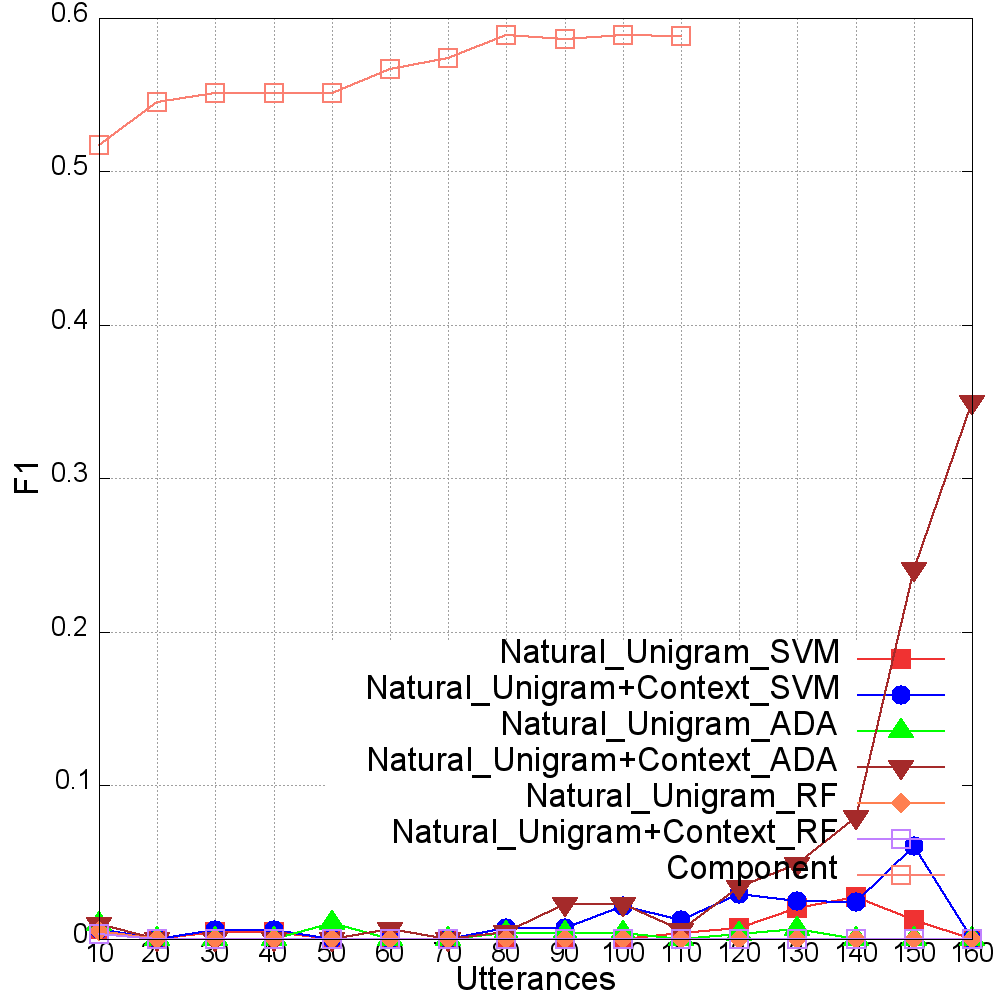 0.6
0.5
0.4
0.3
0.2
0.1
0
F1
Natural_Unigram_SVM
Natural_Unigram+Context_SVM
Natural_Unigram_ADA
Natural_Unigram+Context_ADA
Natural_Unigram_RF
Natural_Unigram+Context_RF
Component
10 20 30 40 50 60 70 80 90 100 110 120 130 140 150 160
Utterances